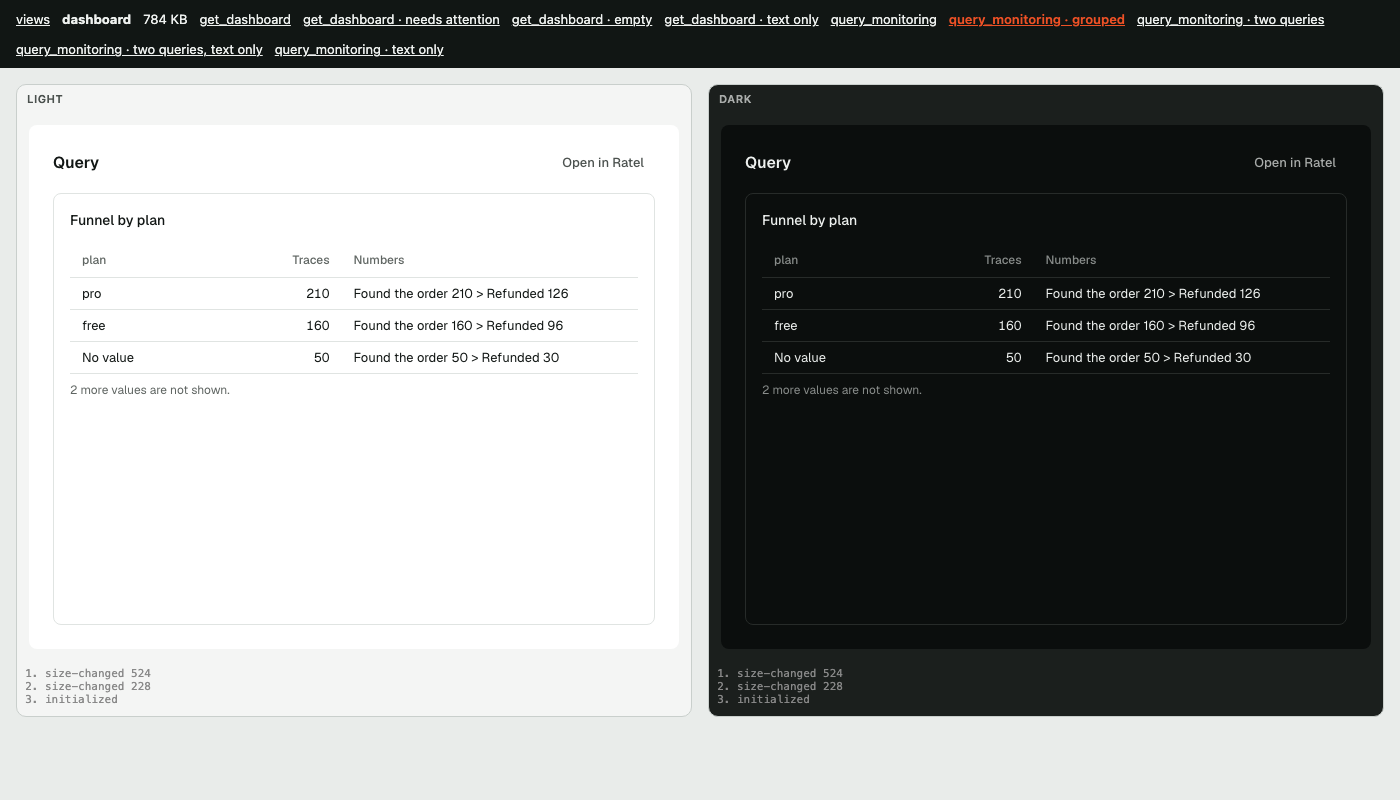 views dashboard 784 KB get_dashboard get_dashboard · needs attention get_dashboard · empty get_dashboard · text only query_monitoring query_monitoring · grouped query_monitoring · two queries
query_monitoring · two queries, text only query_monitoring · text only
LIGHT
Query Open in Ratel
Funnel by plan
plan Traces Numbers
pro 210 Found the order 210 > Refunded 126
free 160 Found the order 160 > Refunded 96
No value 50 Found the order 50 > Refunded 30
2 more values are not shown.
1. size-changed 524
2. size-changed 228
3. initialized
DARK
Query Open in Ratel
Funnel by plan
plan Traces Numbers
pro 210 Found the order 210 > Refunded 126
free 160 Found the order 160 > Refunded 96
No value 50 Found the order 50 > Refunded 30
2 more values are not shown.
1. size-changed 524
2. size-changed 228
3. initialized